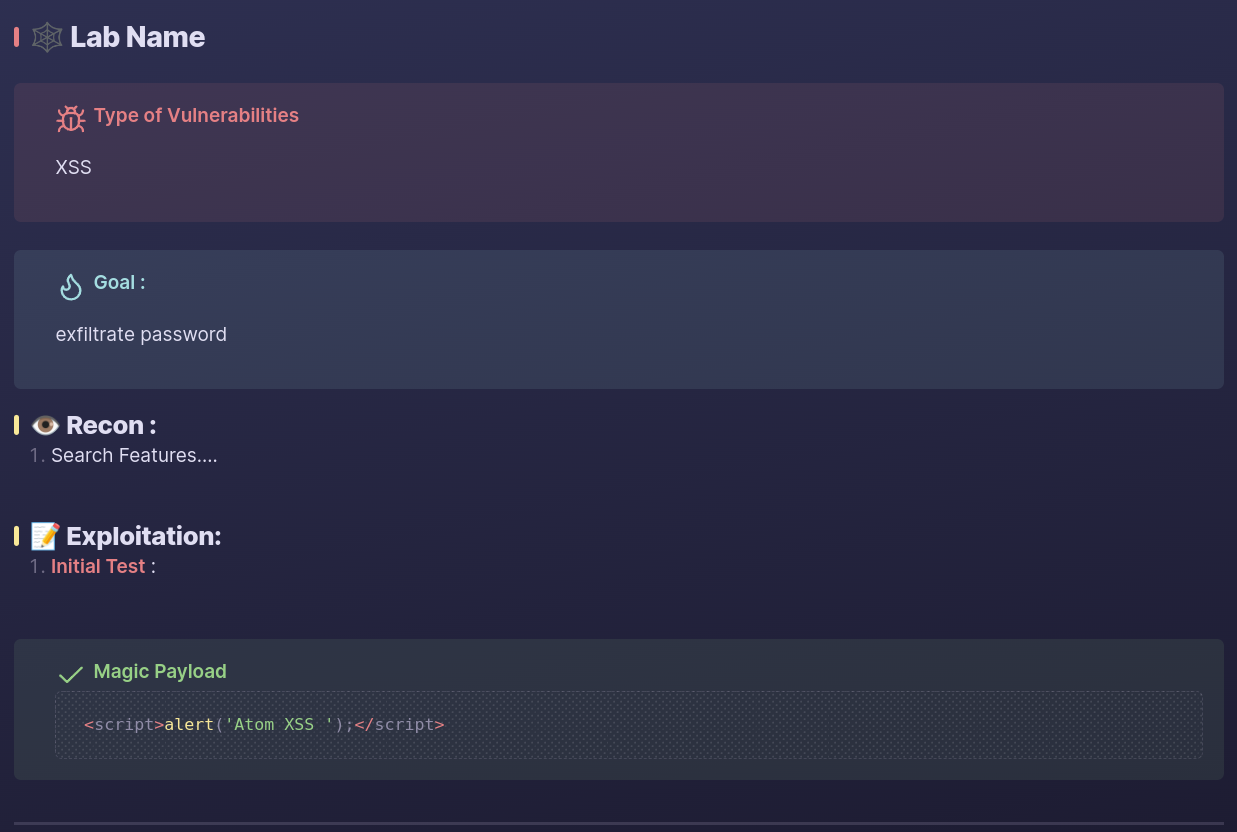 🕸️ Lab Name
Type of Vulnerabilities
XSS
Goal :
exfiltrate password
👁️ Recon :
1. Search Features....
📝 Exploitation:
1. Initial Test :
Magic Payload
<script>alert('Atom XSS ');</script>